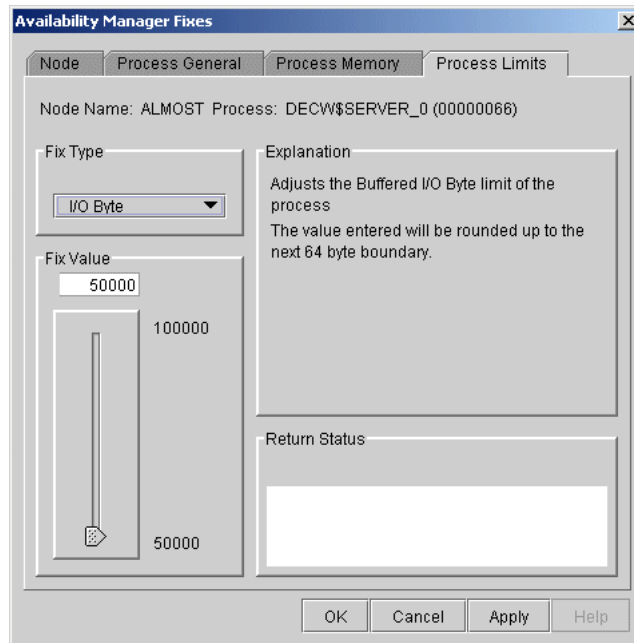 Availability Manager Fixes
Node Process General Process Memory Process Limits
Node Name: ALMOST Process: DECW$SERVER_0 (00000066)
Fix Type
I/O Byte
Explanation
Adjusts the Buffered I/O Byte limit of the
process
The value entered will be rounded up to the
next 64 byte boundary.
Fix Value
50000
100000
50000
Return Status
OK Cancel Apply Help